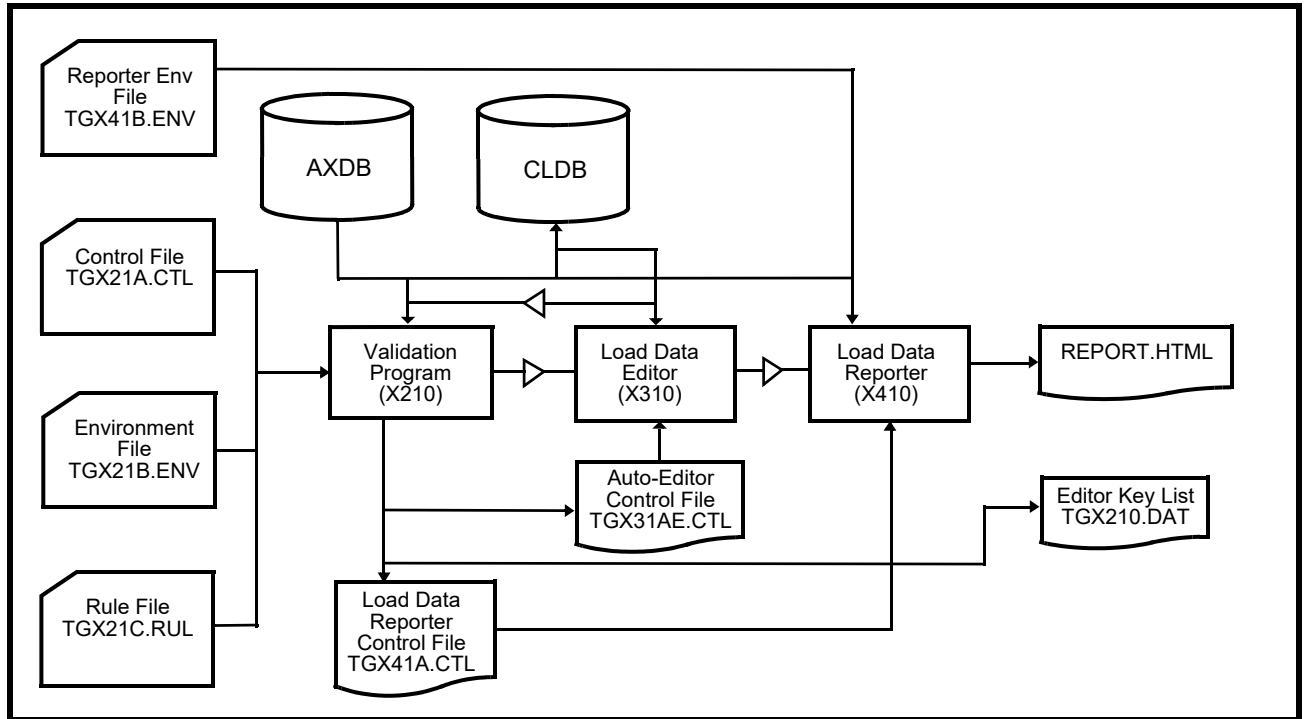 Reporter Env
File
TGX41B.ENV
AXDB
CLDB
Control File
TGX21A.CTL
Validation
Program
(X210)
Load Data
Editor
(X310)
Load Data
Reporter
(X410)
REPORT.HTML
Environment
File
TGX21B.ENV
Auto-Editor
Control File
TGX31AE.CTL
Editor Key List
TGX210.DAT
Rule File
TGX21C.RUL
Load Data
Reporter
Control File
TGX41A.CTL